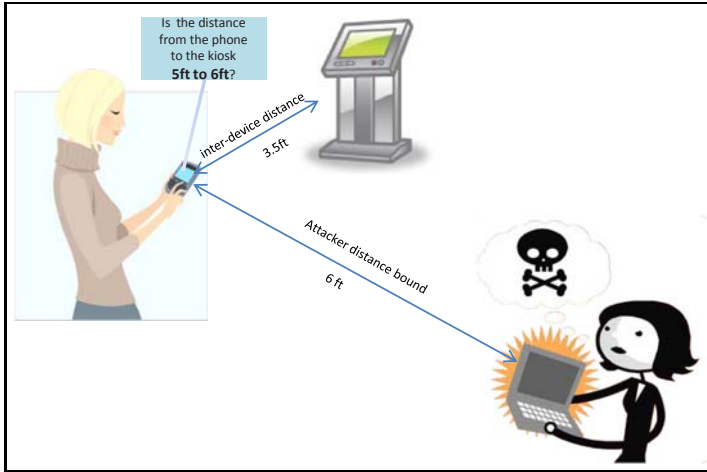 Is the distance
from the phone
to the kiosk
5ft to 6ft?
inter-device distance
3.5ft
Attacker distance bound
6 ft